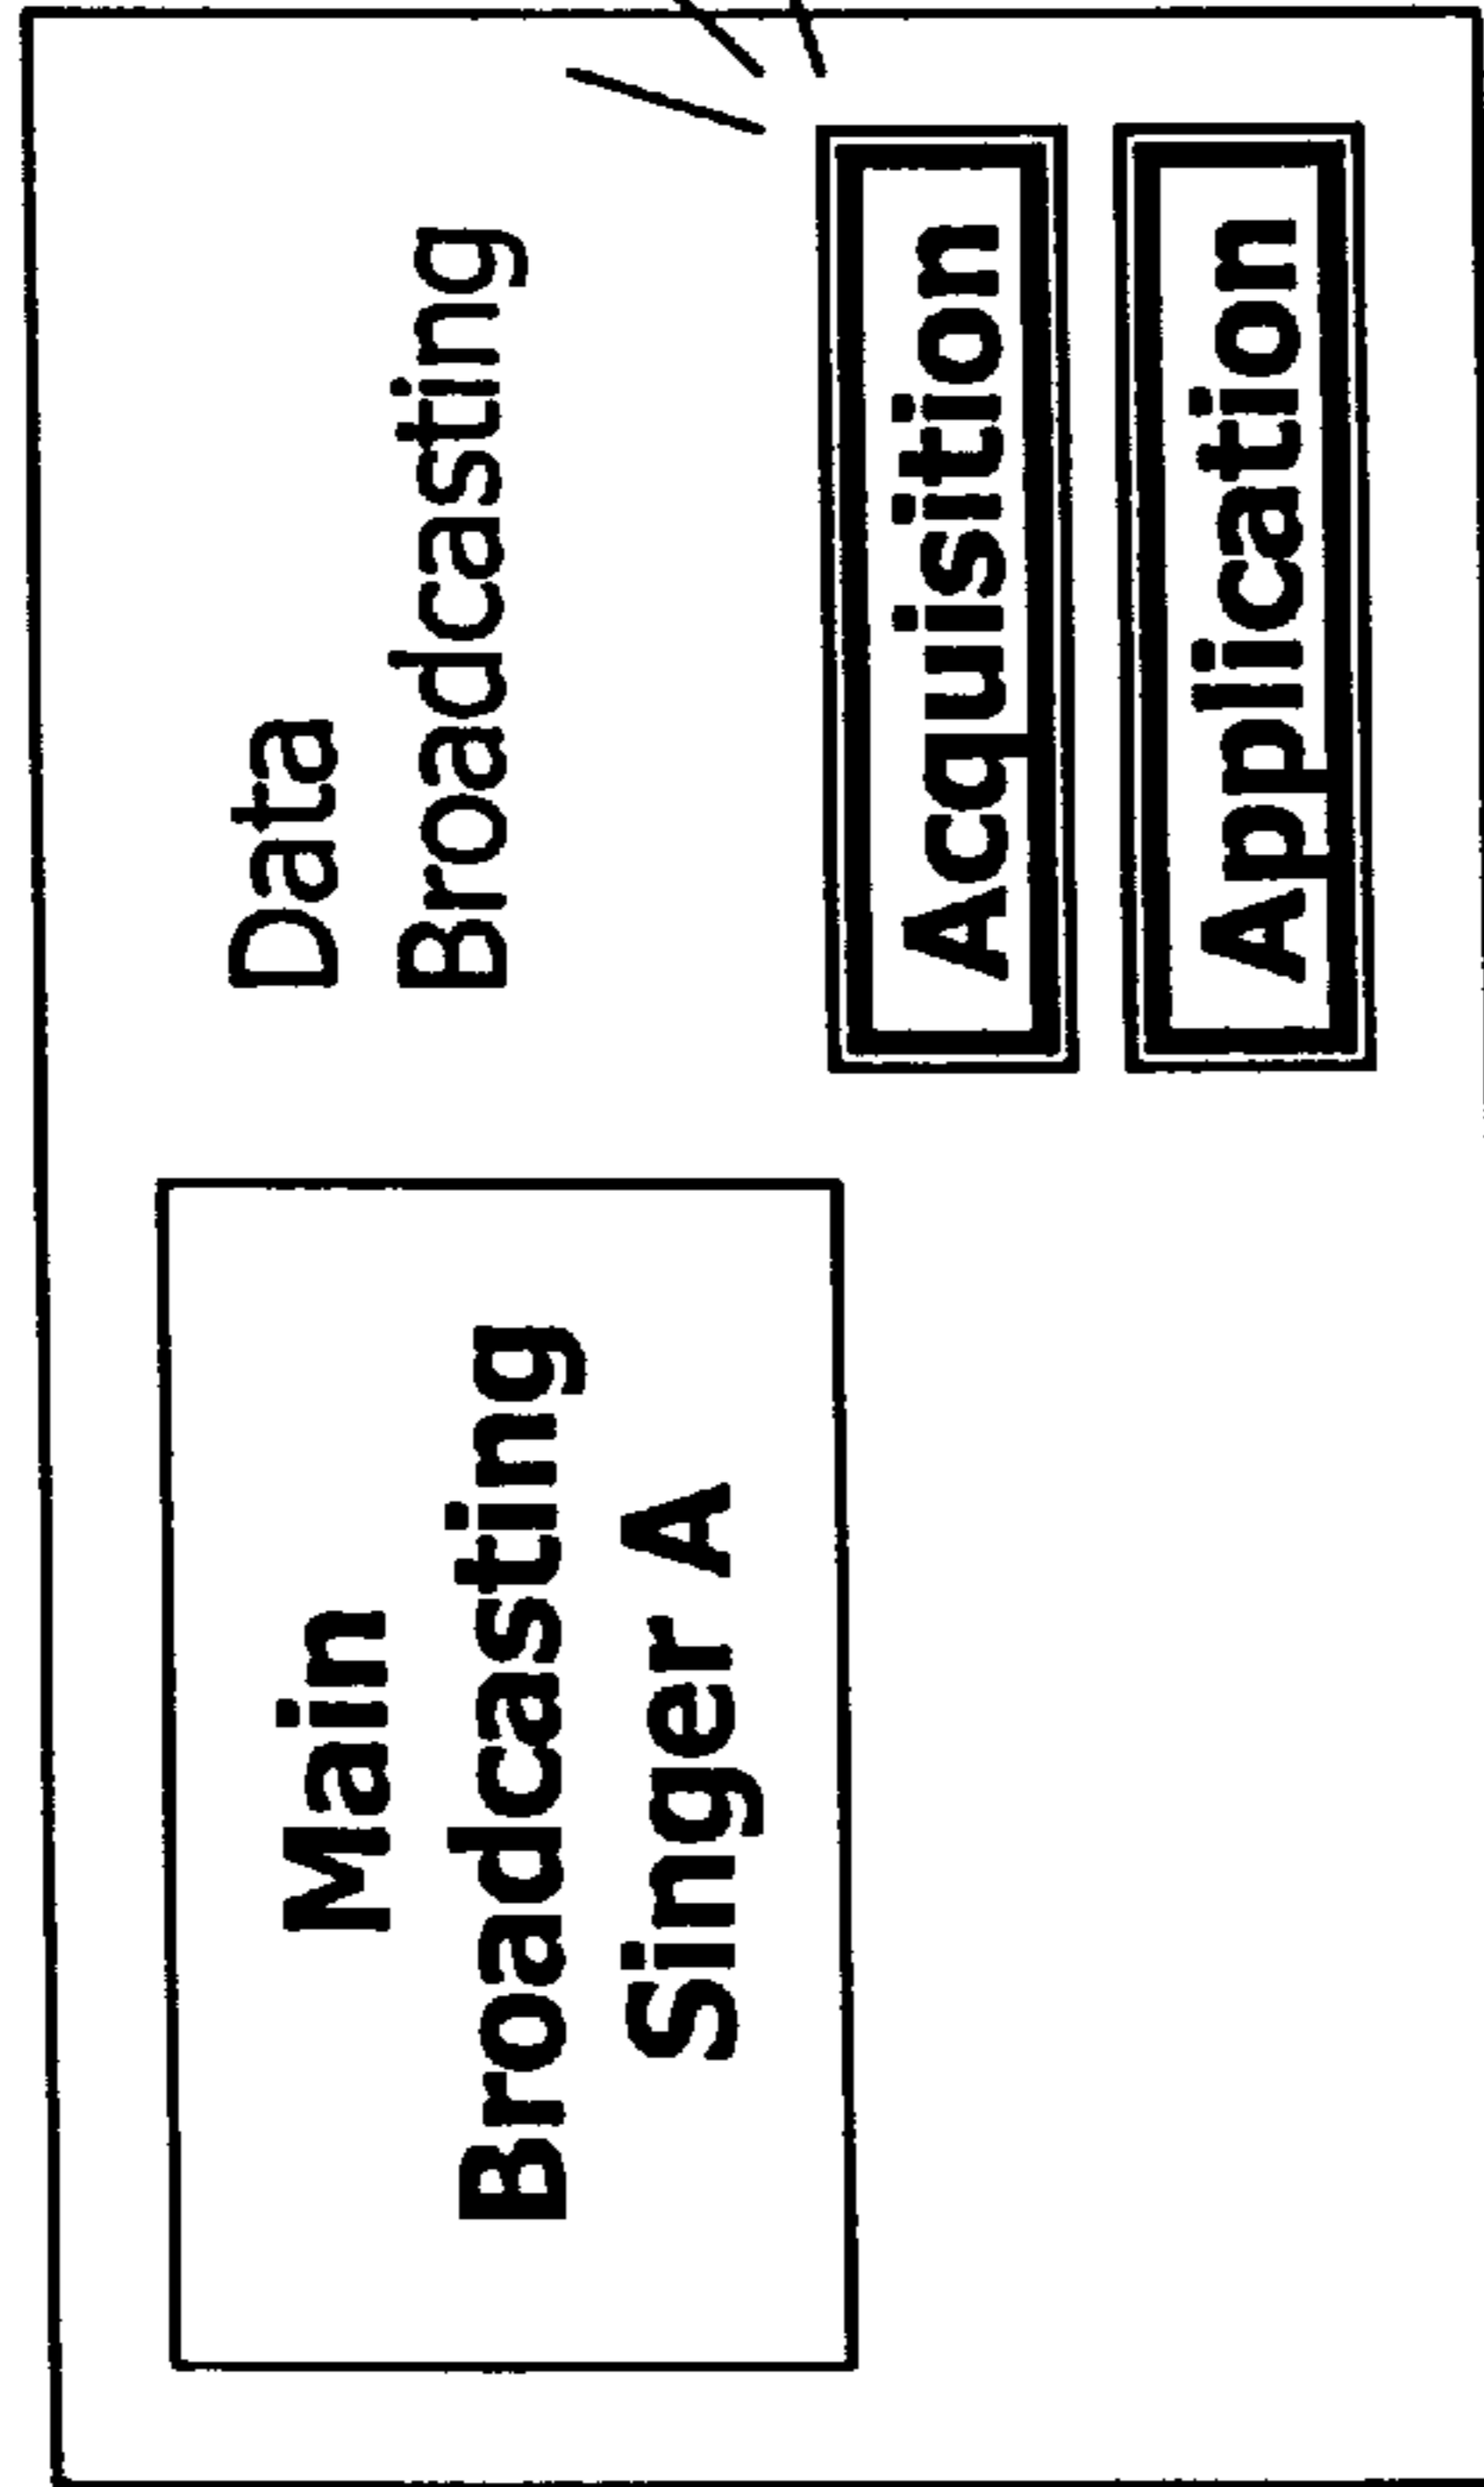 Main
Broadcasting
Singer A
Data
Broadcasting
Acquisition
Application